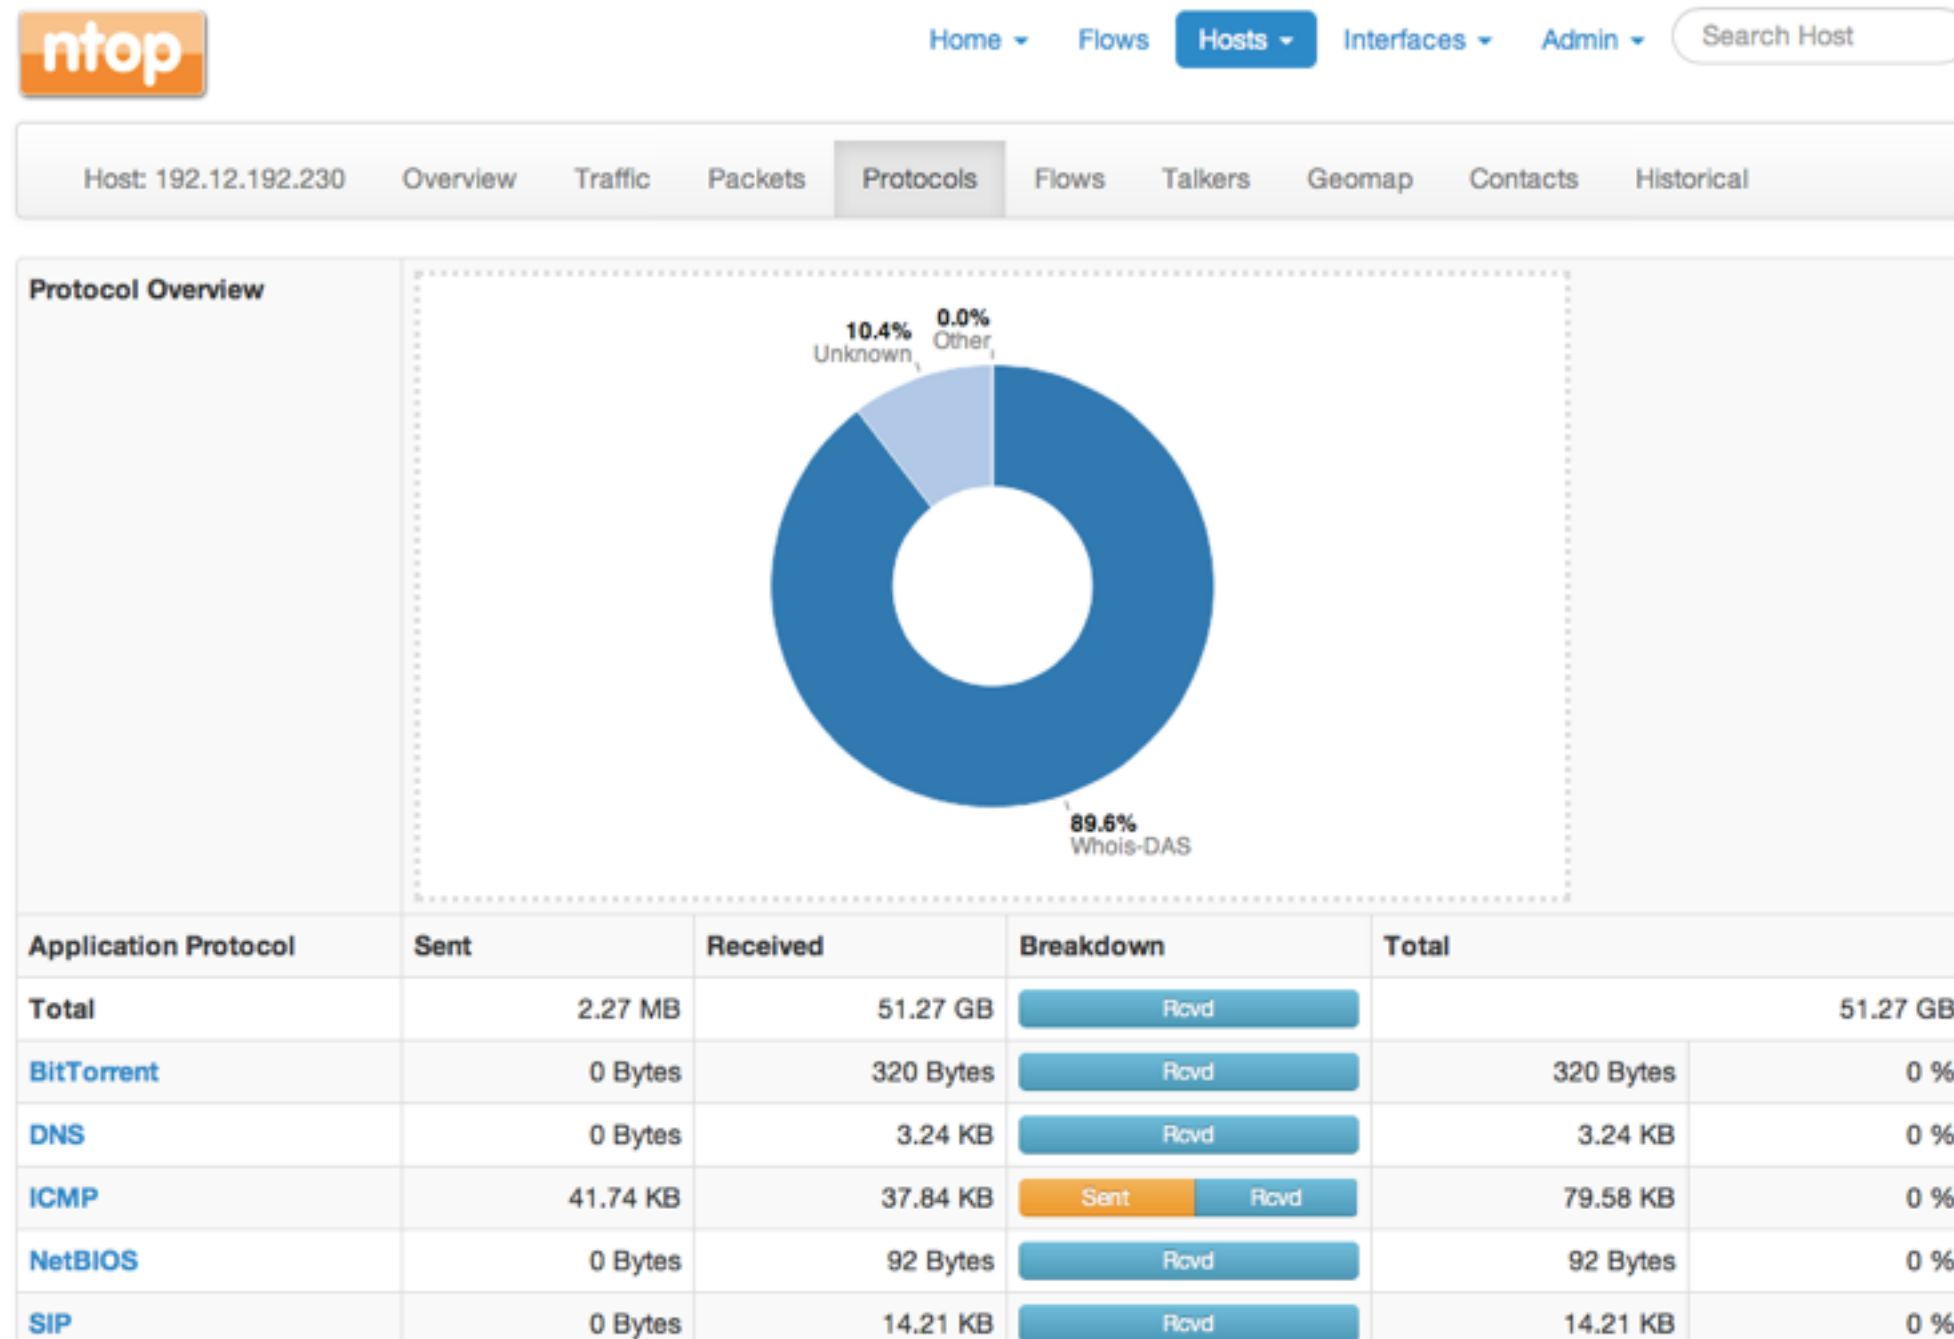 ntop
Home Flows Hosts Interfaces Admin Search Host
Host: 192.12.192.230 Overview Traffic Packets Protocols Flows Talkers Geomap Contacts Historical
Protocol Overview
0.0%
Other
10.4%
Unknown
89.6%
Whois-DAS
Application Protocol Sent Received Breakdown Total
Total 2.27 MB 51.27 GB Rcvd 51.27 GB
BitTorrent 0 Bytes 320 Bytes Rcvd 320 Bytes 0 %
DNS 0 Bytes 3.24 KB Rcvd 3.24 KB 0 %
ICMP 41.74 KB 37.84 KB Sent Rcvd 79.58 KB 0 %
NetBIOS 0 Bytes 92 Bytes Rcvd 92 Bytes 0 %
SIP 0 Bytes 14.21 KB Rcvd 14.21 KB 0 %